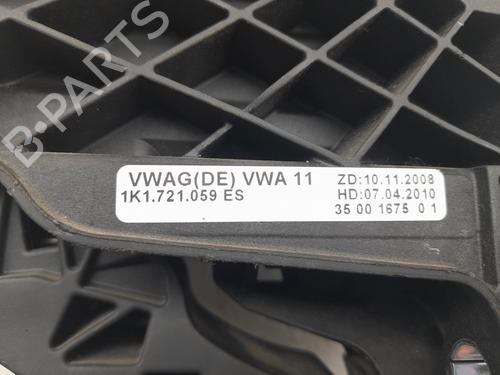 B-PARTS
VWAG(DE) VWA 11
1K1.721.059 ES
ZD:10.11.2008
HD:07.04.2010
35 00 1675 0 1